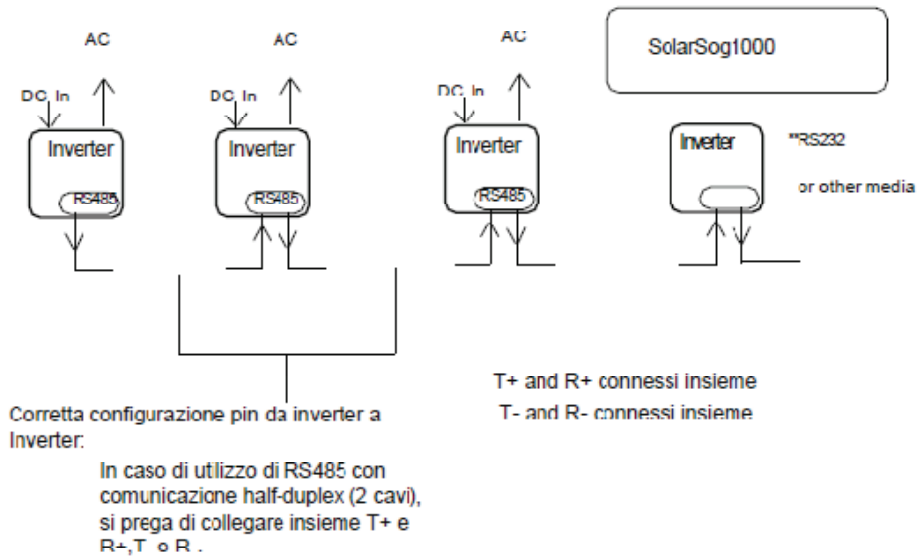 AC
AC
AC
SolarSog1000
DC In
DC In
DC In
Inverter
Inverter
Inverter
Inverter
"RS232
RS485
RS485
RS485
or other media
T+ and R+ connessi insieme
T- and R- connessi insieme
Corretta configurazione pin da inverter a
Inverter:
In caso di utilizzo di RS485 con
comunicazione half-duplex (2 cavi),
si prega di collegare insieme T+ e
R+,T e R .